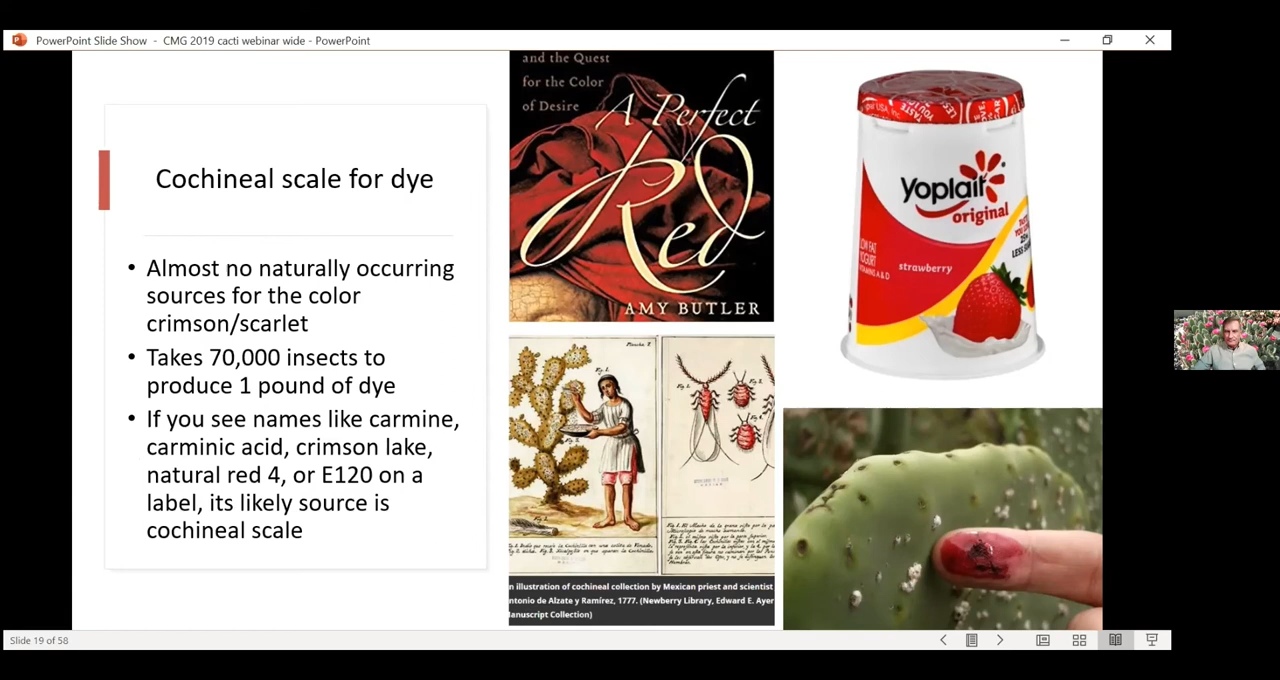 PowerPoint Slide Show - CMG 2019 cacti webinar wide - PowerPoint
Cochineal scale for dye
• Almost no naturally occurring
sources for the color
crimson/scarlet
• Takes 70,000 insects to
produce 1 pound of dye
• If you see names like carmine,
carminic acid, crimson lake,
natural red 4, or E120 on a
label, its likely source is
cochineal scale
and the Quest
for the Color
of Desire
A Perfect
Red
AMY BUTLER
Yoplait
original
LOW FAT
YOGURT
VITAMINS A & D
strawberry
LESS
Fig. 1.
n illustration of cochineal collection by Mexican priest and scientist
ntonio de Alzate y Ramírez, 1777. (Newberry Library, Edward E. Ayer
Manuscript Collection)
Slide 19 of 58